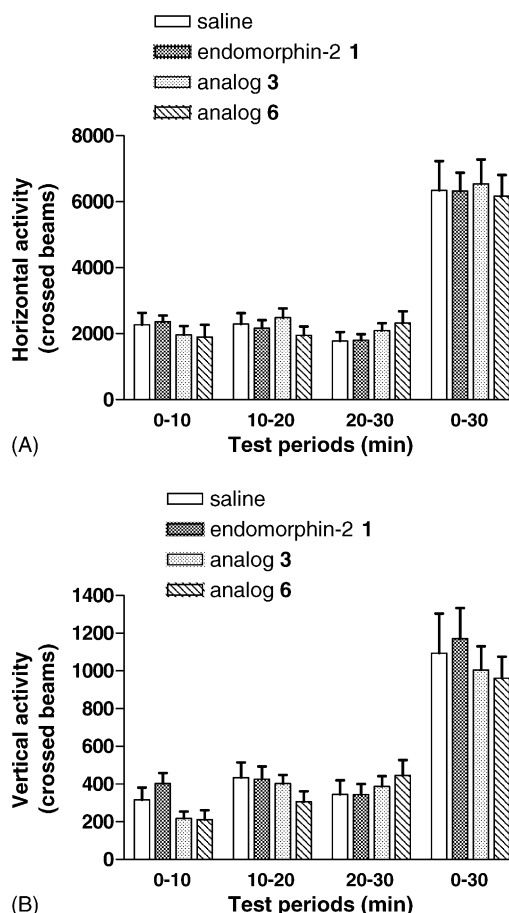 saline
endomorphin-2 1
analog 3
analog 6
8000
6000
4000
2000
0
Horizontal activity
(crossed beams)
0-10 10-20 20-30 0-30
Test periods (min)
(A)
saline
endomorphin-2 1
analog 3
analog 6
1400
1200
1000
800
600
400
200
0
Vertical activity
(crossed beams)
0-10 10-20 20-30 0-30
Test periods (min)
(B)